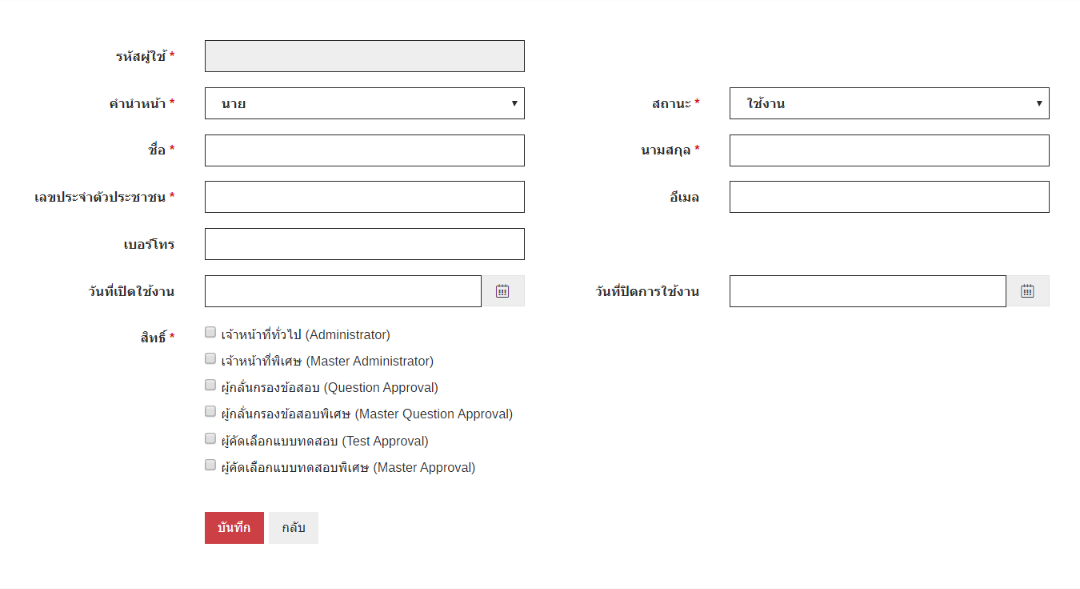 รหัสผู้ใช้ *
คำนำหน้า * นาย สถานะ * ใช้งาน
ชื่อ * นามสกุล *
เลขประจำตัวประชาชน * อีเมล
เบอร์โทร
วันที่เปิดใช้งาน วันที่ปิดการใช้งาน
สิทธิ์ * เจ้าหน้าที่ทั่วไป (Administrator)
เจ้าหน้าที่พิเศษ (Master Administrator)
ผู้กลั่นกรองข้อสอบ (Question Approval)
ผู้กลั่นกรองข้อสอบพิเศษ (Master Question Approval)
ผู้คัดเลือกแบบทดสอบ (Test Approval)
ผู้คัดเลือกแบบทดสอบพิเศษ (Master Approval)
บันทึก กลับ